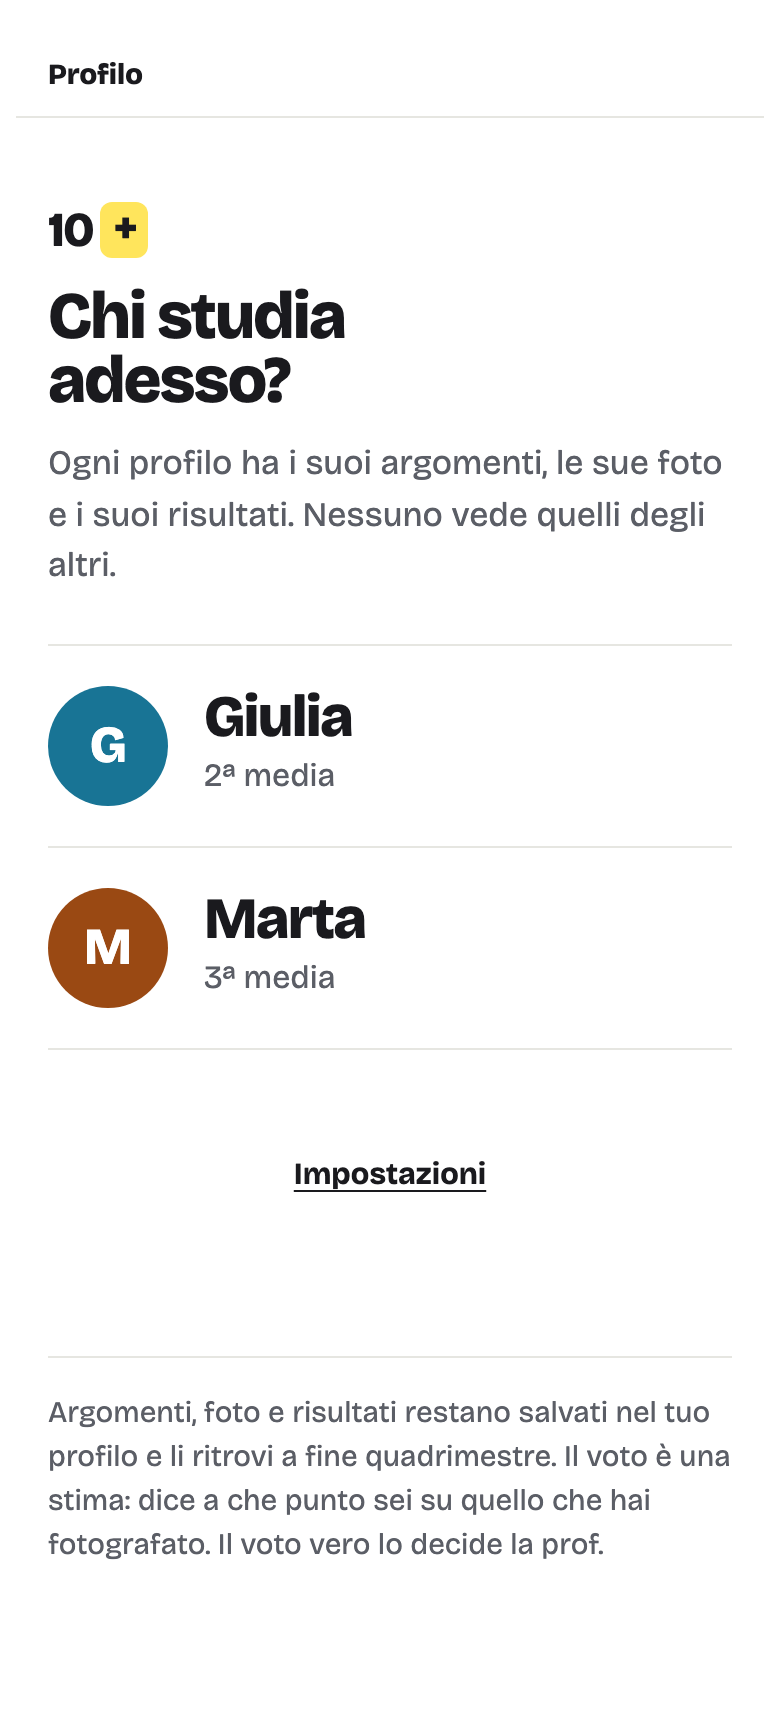 Profilo
10 +
Chi studia
adesso?
Ogni profilo ha i suoi argomenti, le sue foto
e i suoi risultati. Nessuno vede quelli degli
altri.
G
Giulia
2ª media
M
Marta
3ª media
Impostazioni
Argomenti, foto e risultati restano salvati nel tuo
profilo e li ritrovi a fine quadrimestre. Il voto è una
stima: dice a che punto sei su quello che hai
fotografato. Il voto vero lo decide la prof.